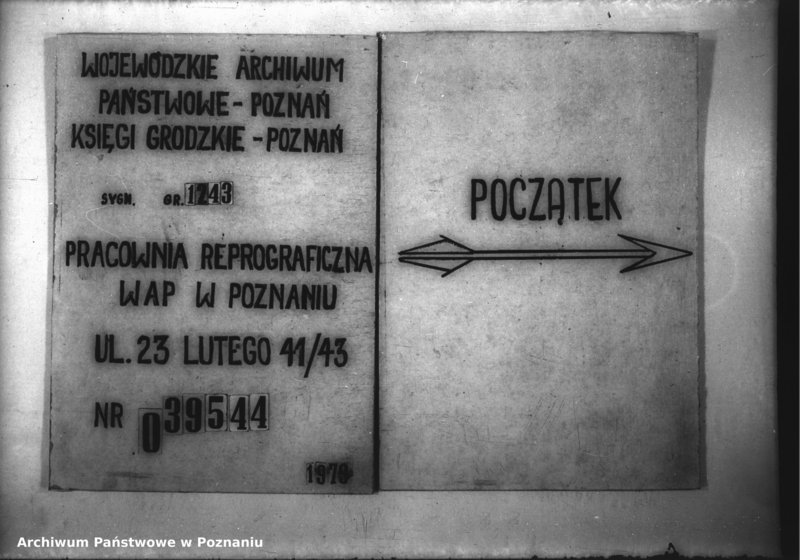 WOJEWÓDZKIE ARCHIWUM
PAŃSTWOWE - POZNAŃ
KSIĘGI GRODZKIE - POZNAŃ
SYGN. GR. 1243
PRACOWNIA REPROGRAFICZNA
WAP W POZNANIU
UL. 23 LUTEGO 41/43
NR 039544
POCZĄTEK
Archiwum Państwowe w Poznaniu